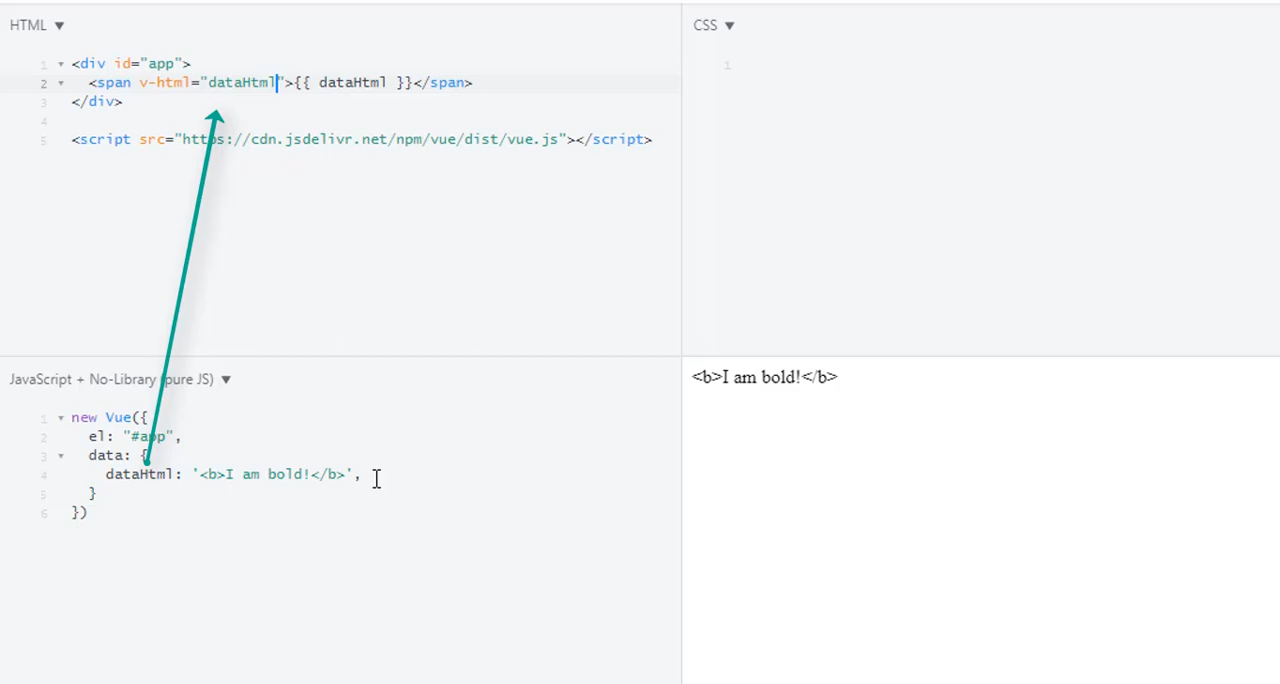 HTML ▼
1 ▾ <div id="app">
2 ▾ <span v-html="dataHtml">{{ dataHtml }}</span>
3 </div>
4
5 <script src="https://cdn.jsdelivr.net/npm/vue/dist/vue.js"></script>
CSS ▼
1
JavaScript + No-Library (pure JS) ▼
1 ▾ new Vue({
2 el: "#app",
3 ▾ data: {
4 dataHtml: '<b>I am bold!</b>',
5 }
6 })
<b>I am bold!</b>